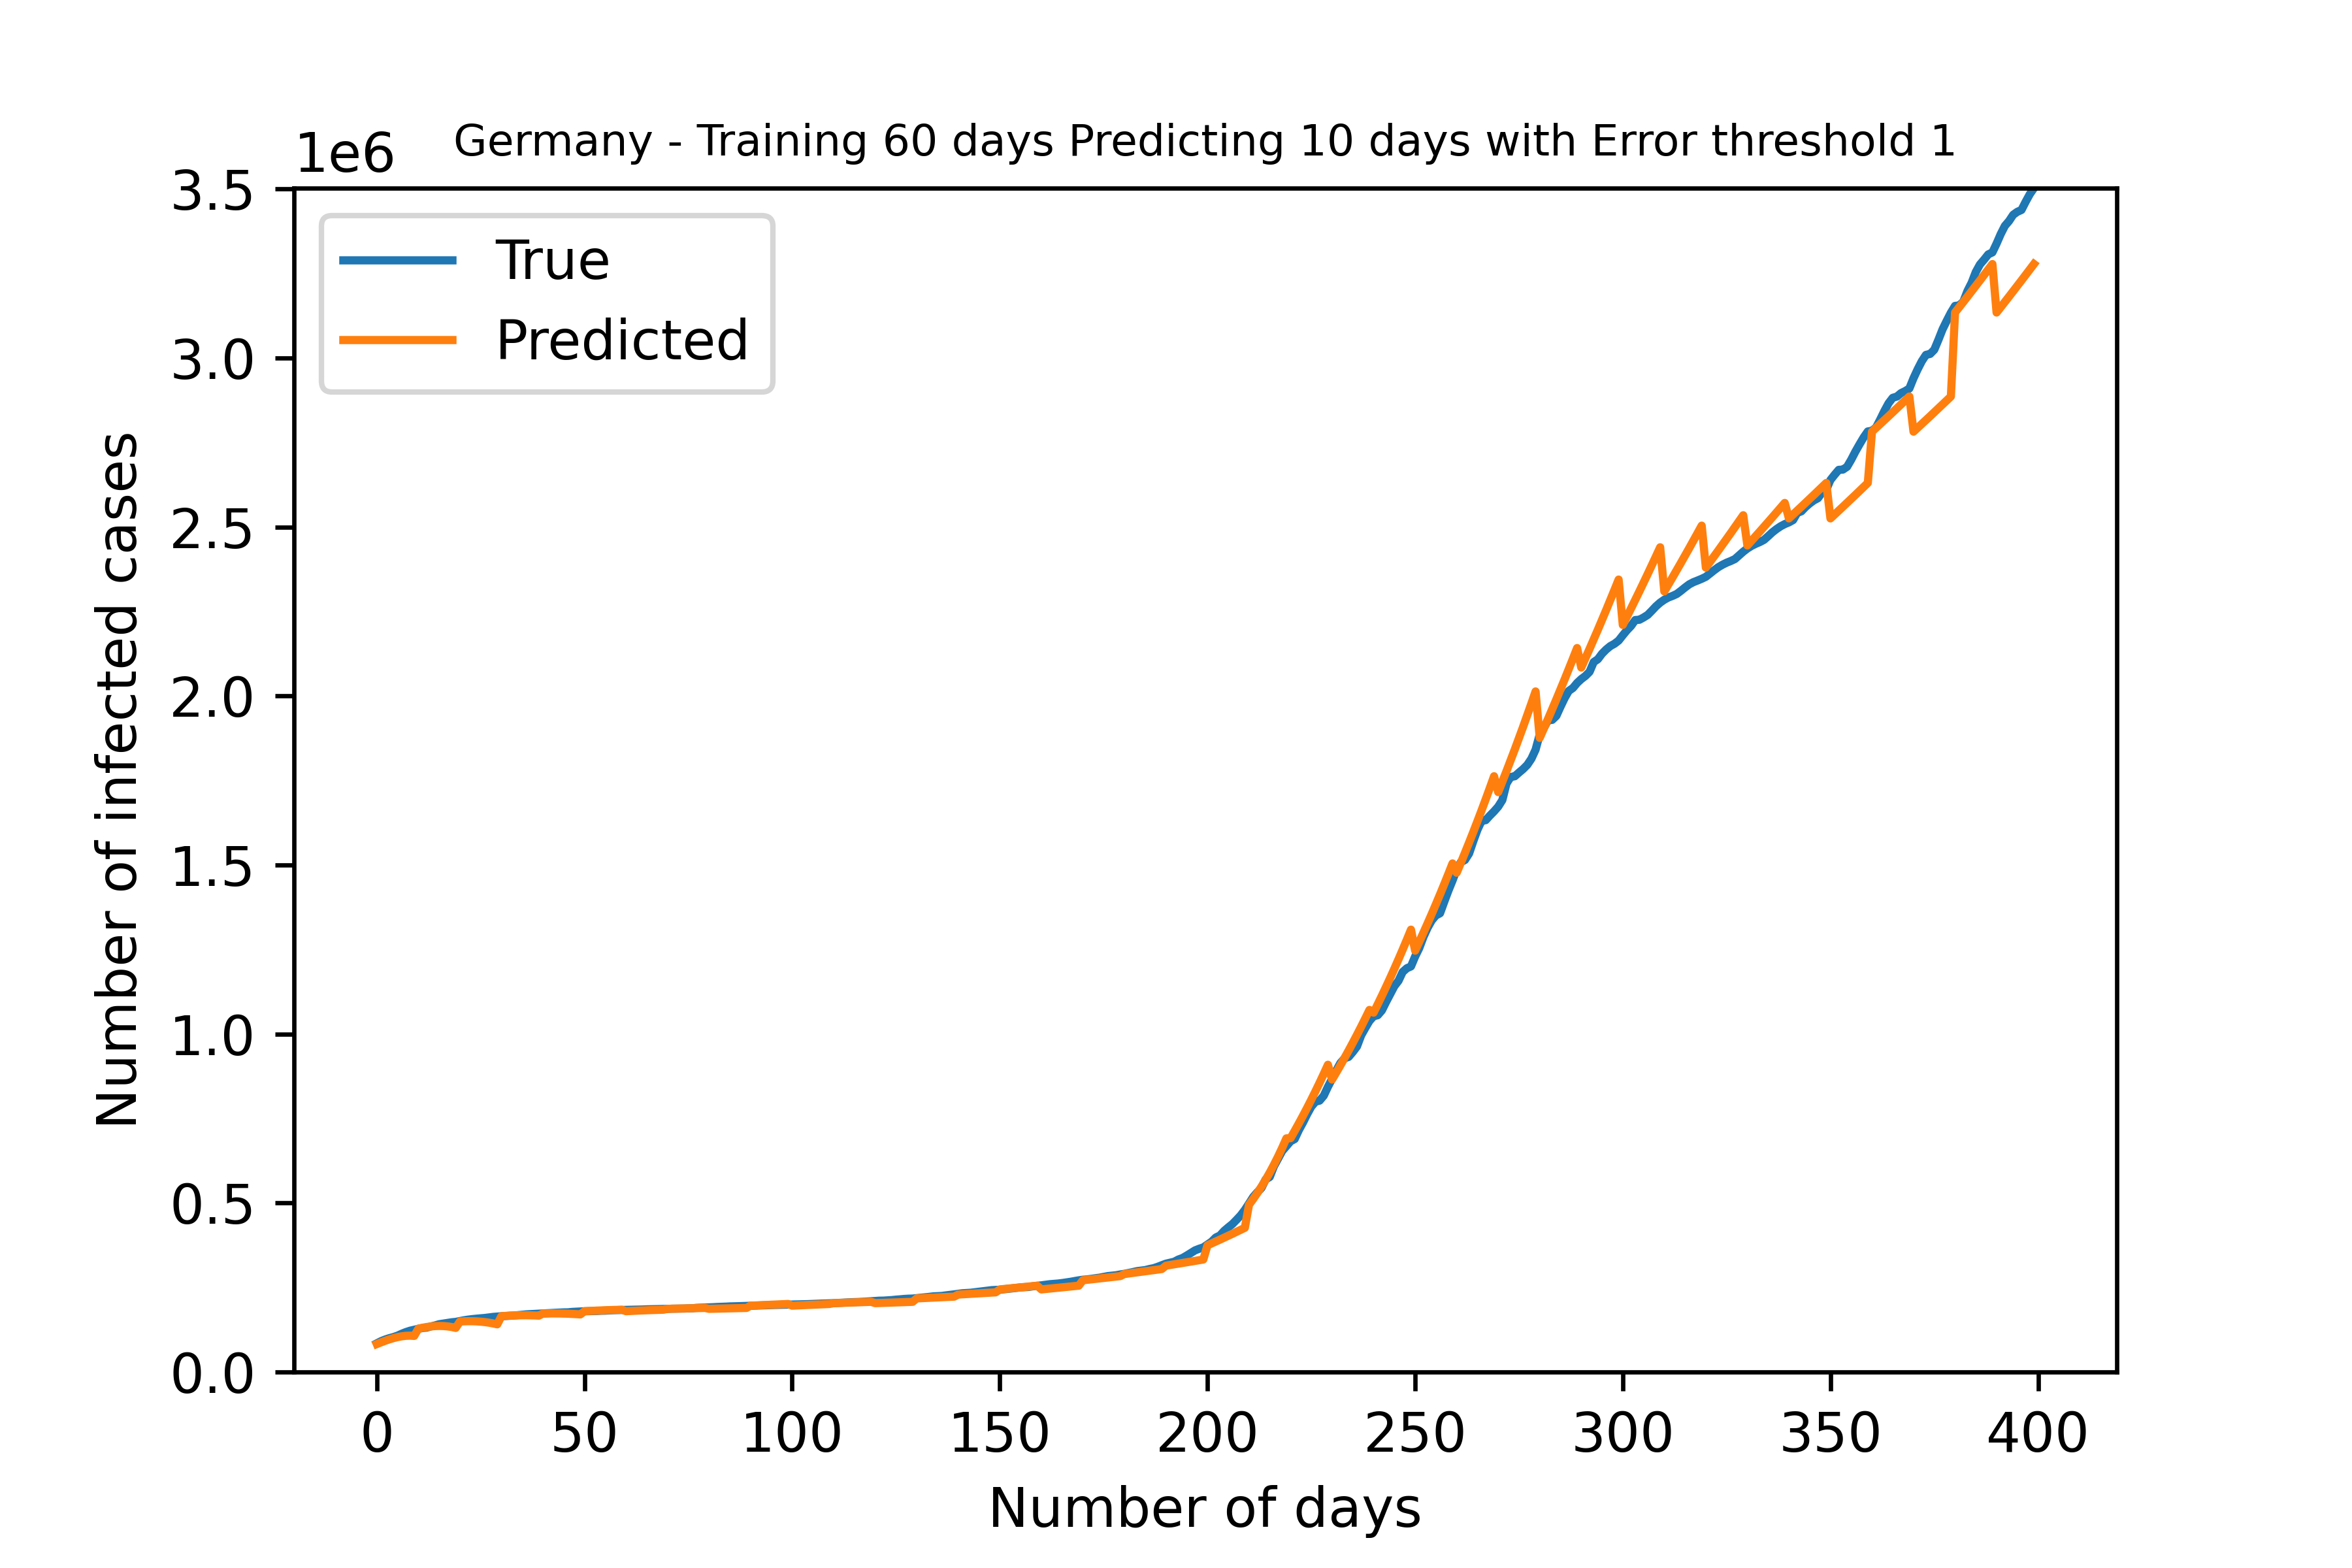 Germany - Training 60 days Predicting 10 days with Error threshold 1
1e6
True
Predicted
3.5
3.0
2.5
2.0
1.5
1.0
0.5
0.0
Number of infected cases
0 50 100 150 200 250 300 350 400
Number of days